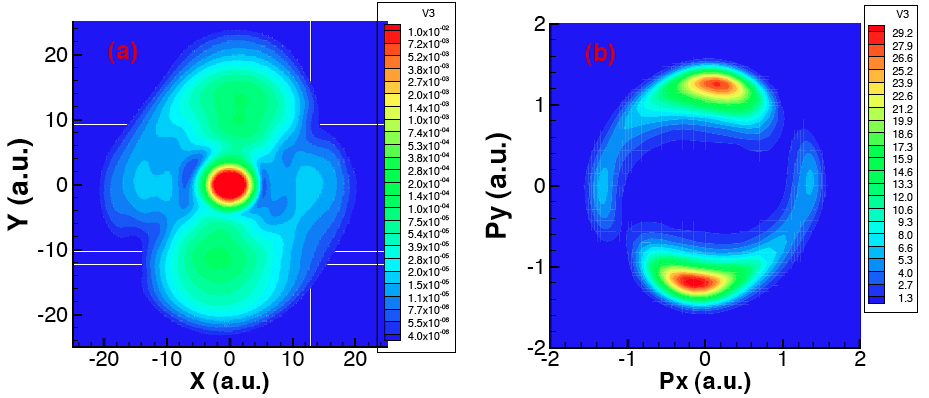 (a)
20
10
0
-10
-20
Y (a.u.)
-20 -10 0 10 20
X (a.u.)
V3
1.0x10⁻⁰²
7.2x10⁻⁰³
5.2x10⁻⁰³
3.8x10⁻⁰³
2.7x10⁻⁰³
2.0x10⁻⁰³
1.4x10⁻⁰³
1.0x10⁻⁰³
7.4x10⁻⁰⁴
5.3x10⁻⁰⁴
3.8x10⁻⁰⁴
2.8x10⁻⁰⁴
2.0x10⁻⁰⁴
1.4x10⁻⁰⁴
1.0x10⁻⁰⁴
7.5x10⁻⁰⁵
5.4x10⁻⁰⁵
3.9x10⁻⁰⁵
2.8x10⁻⁰⁵
2.0x10⁻⁰⁵
1.5x10⁻⁰⁵
1.1x10⁻⁰⁵
7.7x10⁻⁰⁶
5.5x10⁻⁰⁶
4.0x10⁻⁰⁶
(b)
2
1
0
-1
-2
Py (a.u.)
-2 -1 0 1 2
Px (a.u.)
V3
29.2
27.9
26.6
25.2
23.9
22.6
21.2
19.9
18.6
17.3
15.9
14.6
13.3
12.0
10.6
9.3
8.0
6.6
5.3
4.0
2.7
1.3